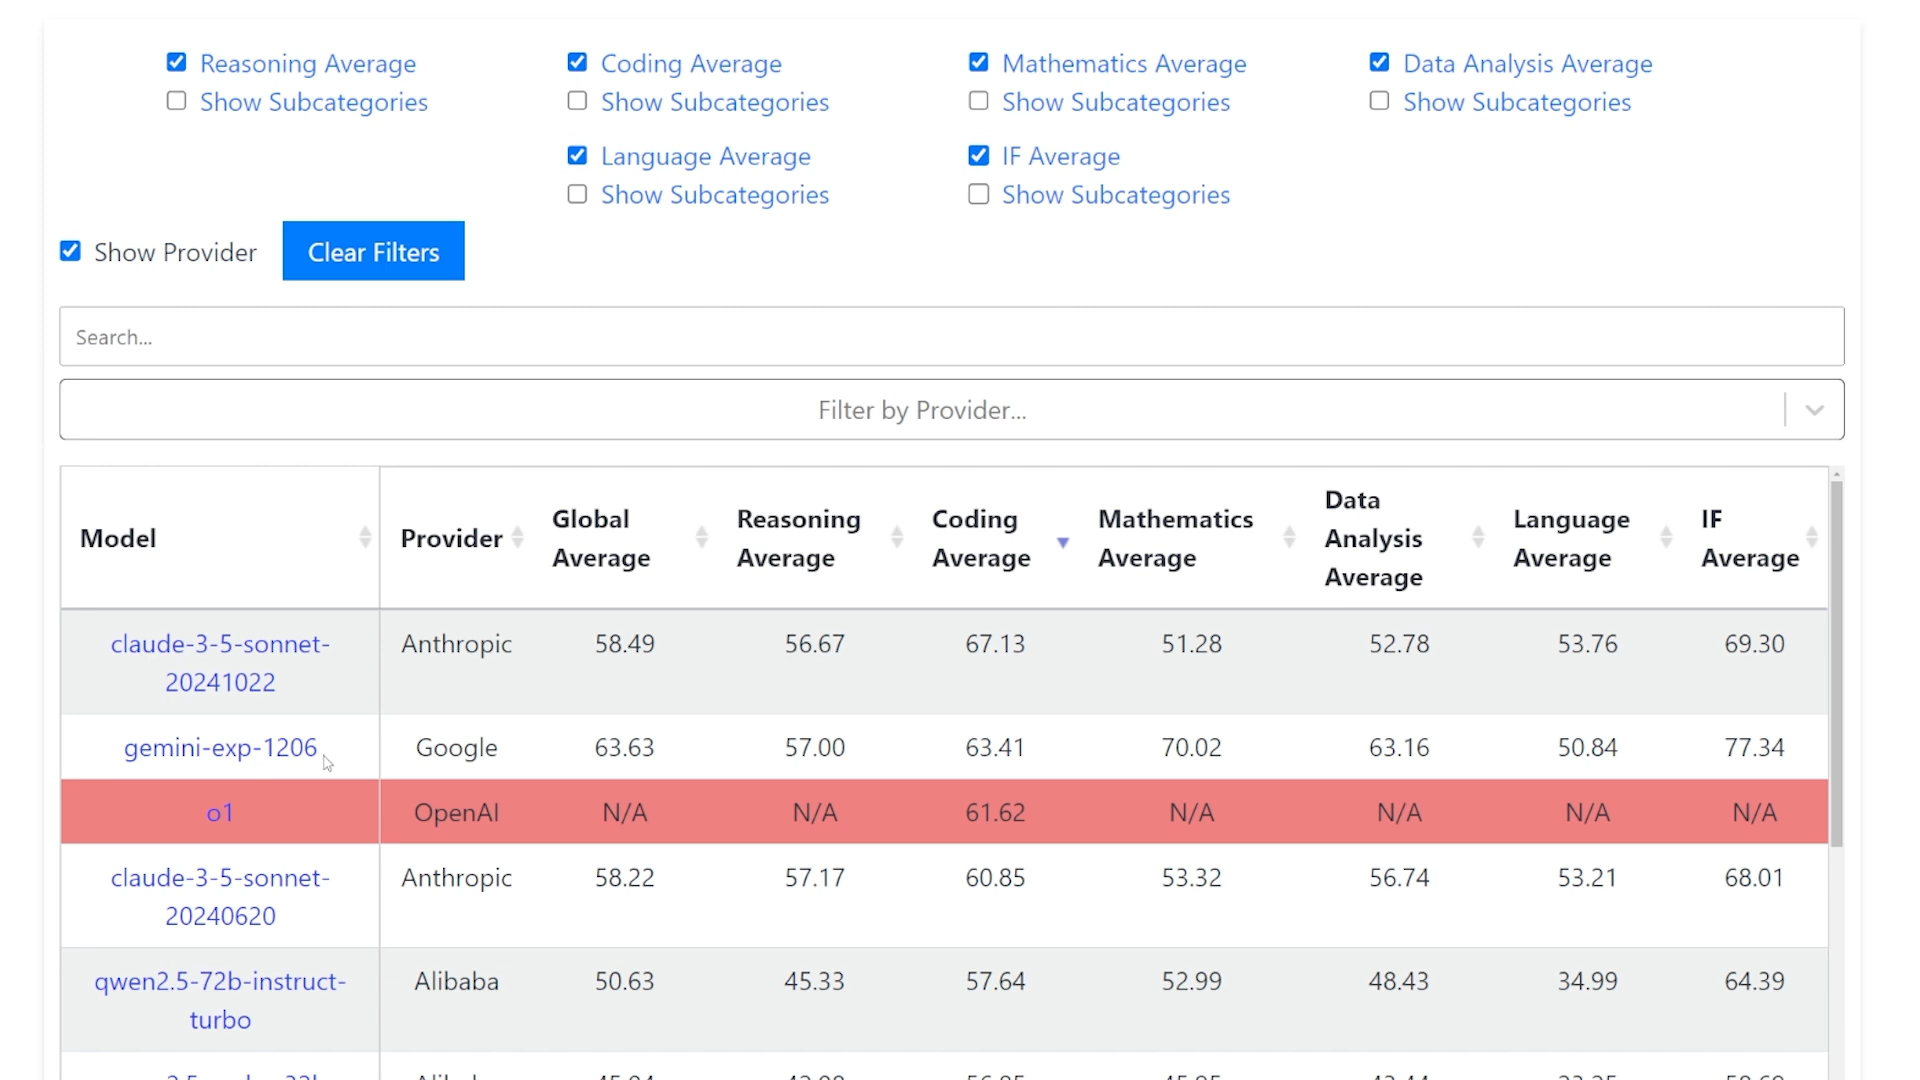 Reasoning Average
Show Subcategories
Coding Average
Show Subcategories
Mathematics Average
Show Subcategories
Data Analysis Average
Show Subcategories
Language Average
Show Subcategories
IF Average
Show Subcategories
Show Provider
Clear Filters
Search...
Filter by Provider...
Model
Provider
Global
Average
Reasoning
Average
Coding
Average
Mathematics
Average
Data
Analysis
Average
Language
Average
IF
Average
claude-3-5-sonnet-
20241022
Anthropic 58.49 56.67 67.13 51.28 52.78 53.76 69.30
gemini-exp-1206 Google 63.63 57.00 63.41 70.02 63.16 50.84 77.34
o1 OpenAI N/A N/A 61.62 N/A N/A N/A N/A
claude-3-5-sonnet-
20240620
Anthropic 58.22 57.17 60.85 53.32 56.74 53.21 68.01
qwen2.5-72b-instruct-
turbo
Alibaba 50.63 45.33 57.64 52.99 48.43 34.99 64.39